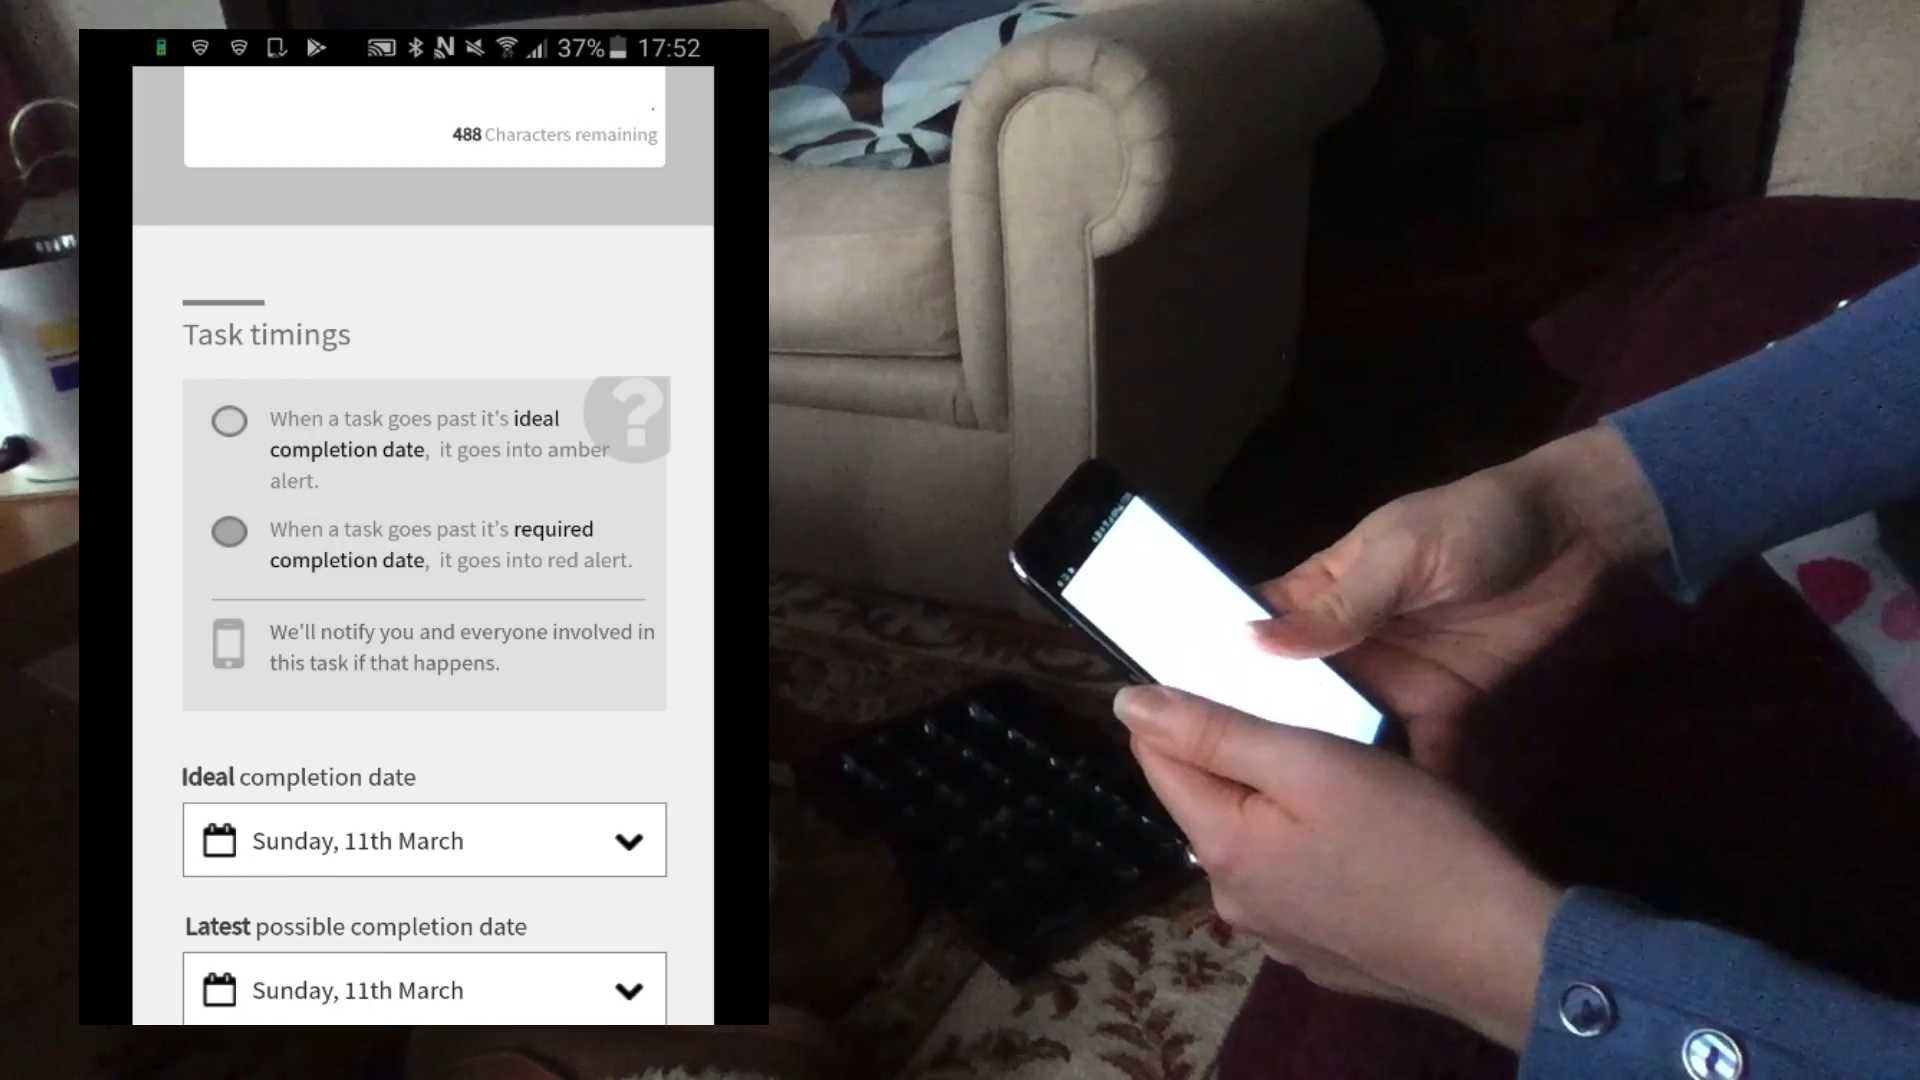 37% 17:52
488 Characters remaining
Task timings
When a task goes past it's ideal
completion date, it goes into amber
alert.
When a task goes past it's required
completion date, it goes into red alert.
We'll notify you and everyone involved in
this task if that happens.
Ideal completion date
Sunday, 11th March
Latest possible completion date
Sunday, 11th March